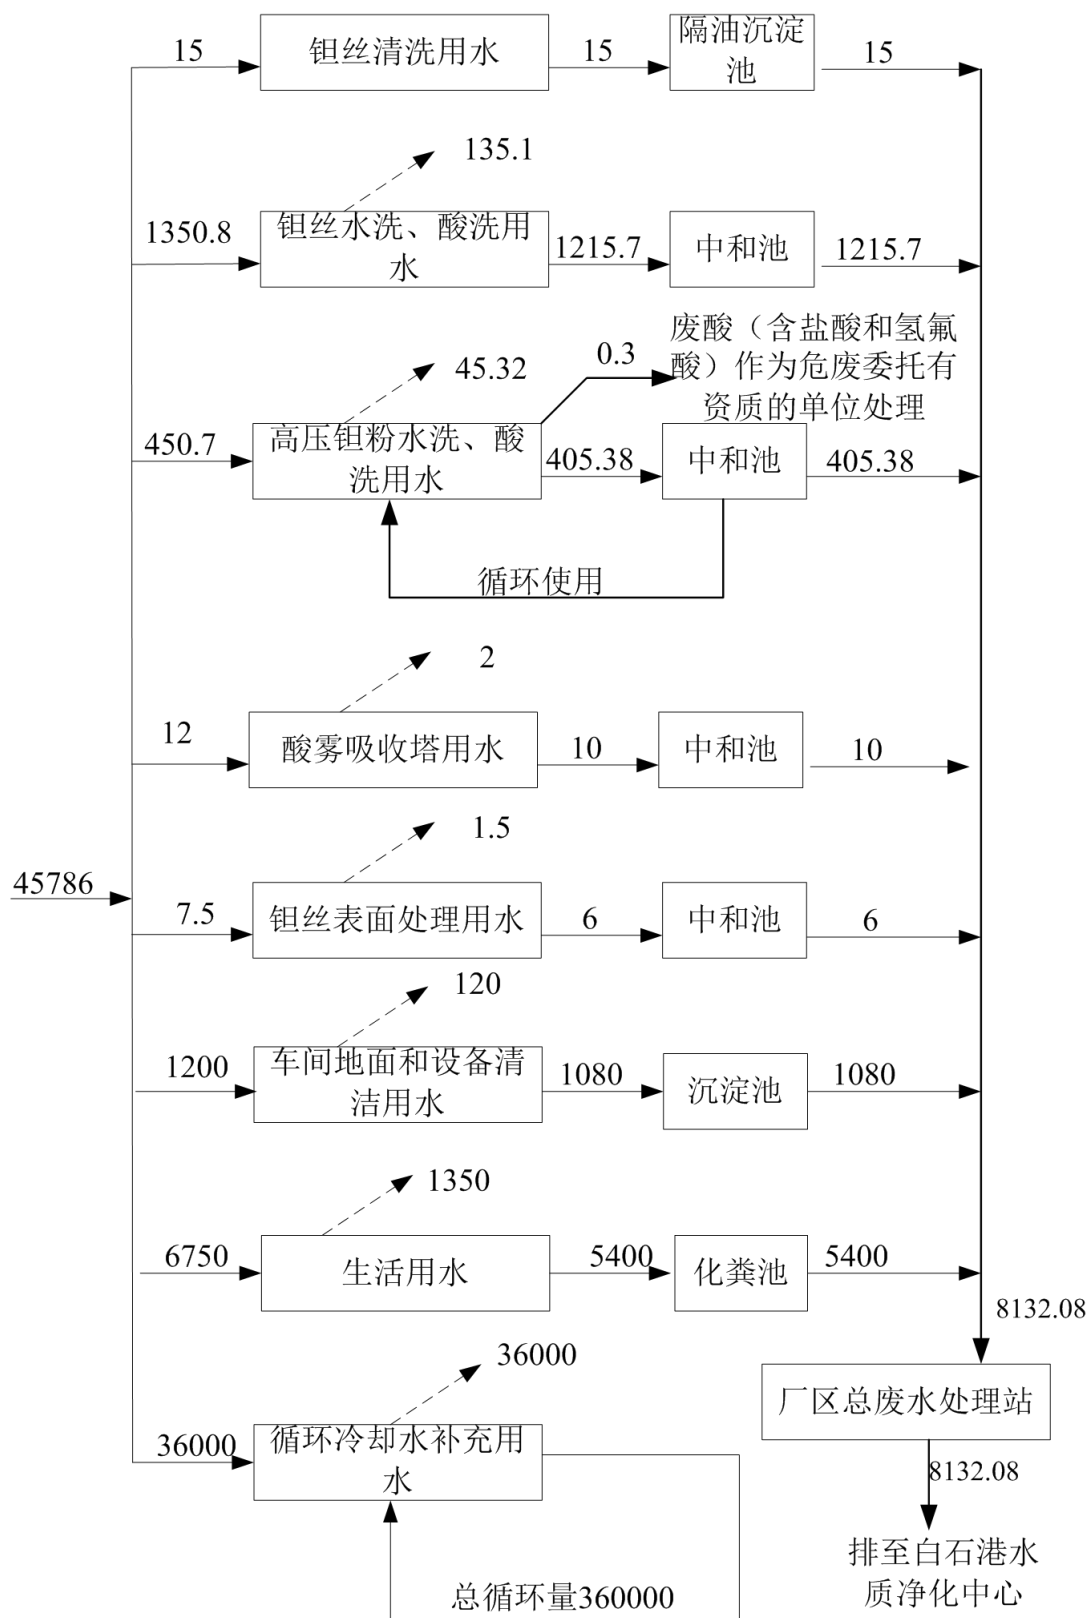 15
钽丝清洗用水
15
隔油沉淀
池
15
135.1
1350.8
钽丝水洗、酸洗用
水
1215.7
中和池
1215.7
废酸（含盐酸和氢氟
酸）作为危废委托有
资质的单位处理
0.3
45.32
450.7
高压钽粉水洗、酸
洗用水
405.38
中和池
405.38
循环使用
2
12
酸雾吸收塔用水
10
中和池
10
1.5
45786
7.5
钽丝表面处理用水
6
中和池
6
120
1200
车间地面和设备清
洁用水
1080
沉淀池
1080
1350
6750
生活用水
5400
化粪池
5400
8132.08
36000
厂区总废水处理站
36000
循环冷却水补充用
水
8132.08
排至白石港水
质净化中心
总循环量360000